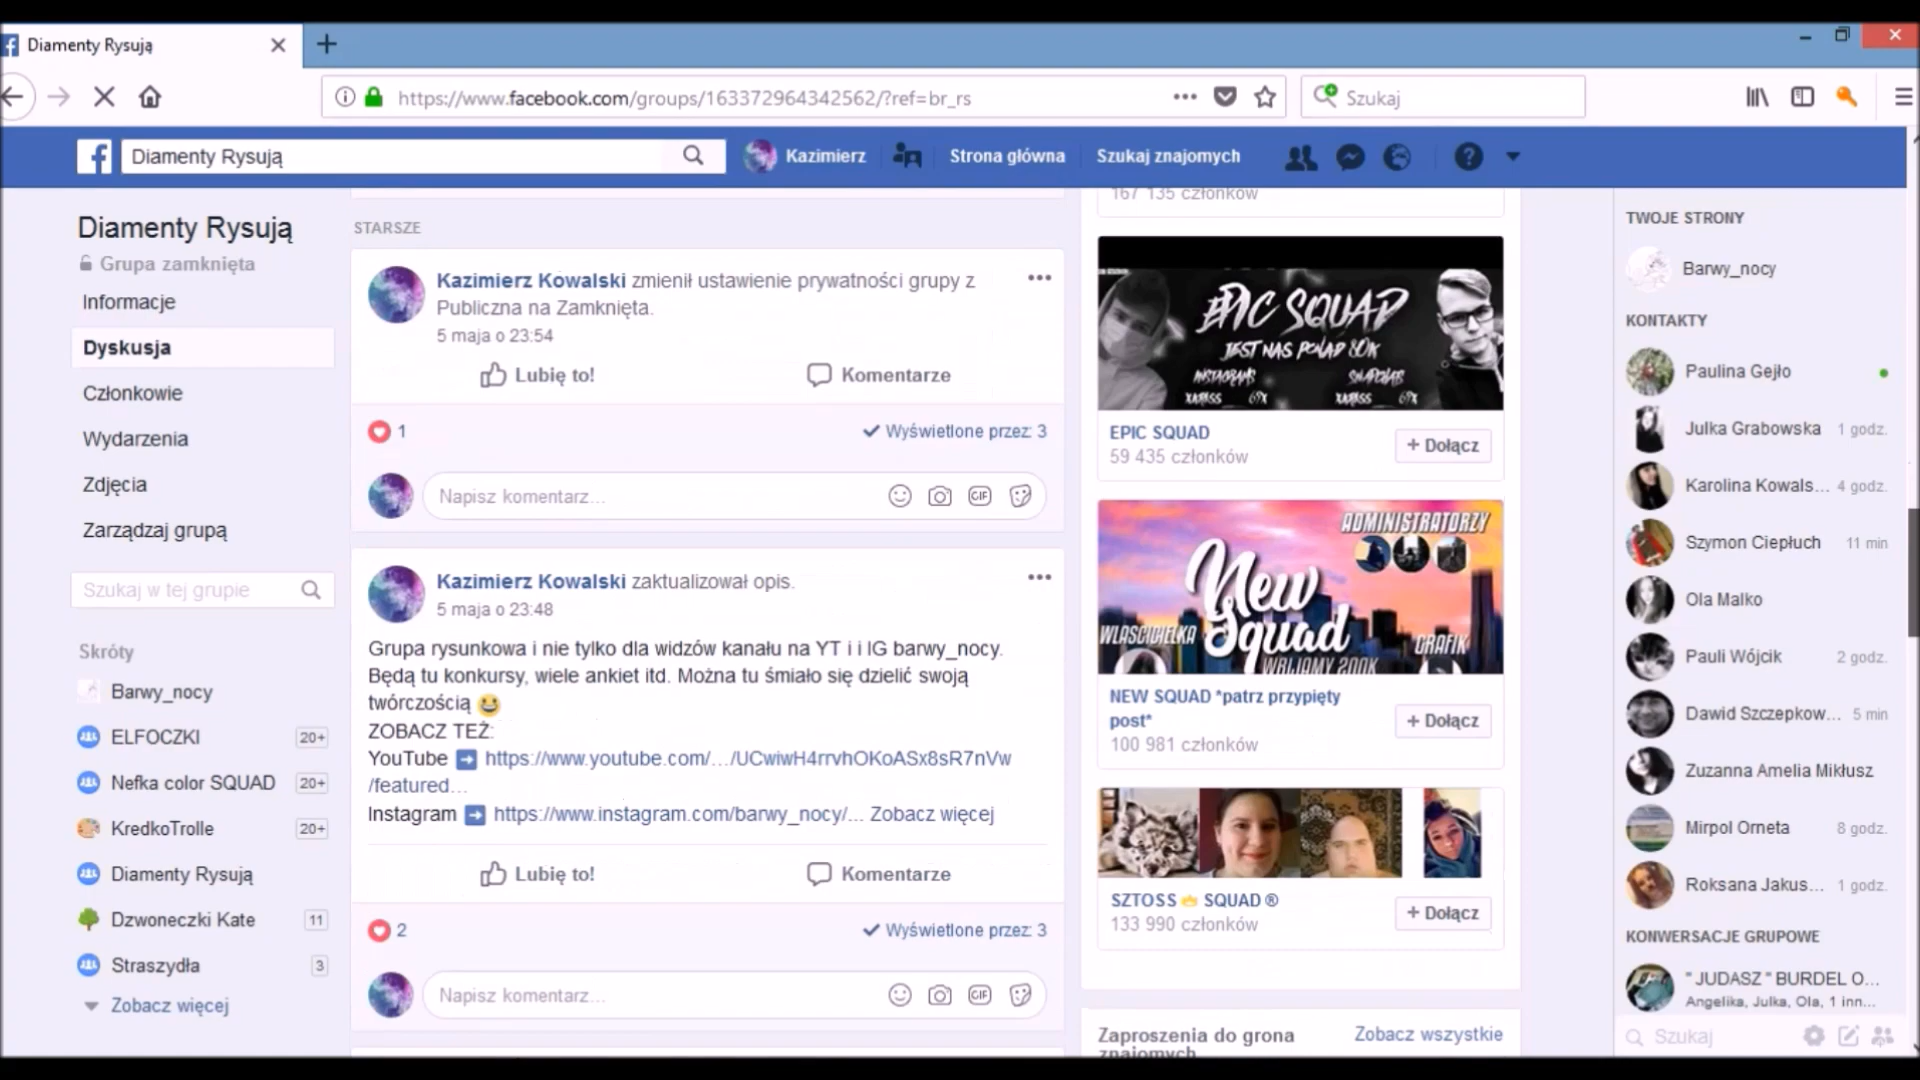 Diamenty Rysują
https://www.facebook.com/groups/163372964342562/?ref=br_rs
Szukaj
Diamenty Rysują
Kazimierz
Strona główna
Szukaj znajomych
Diamenty Rysują
Grupa zamknięta
Informacje
Dyskusja
Członkowie
Wydarzenia
Zdjęcia
Zarządzaj grupą
Szukaj w tej grupie
Skróty
Barwy_nocy
ELFOCZKI 20+
Nefka color SQUAD 20+
KredkoTrolle 20+
Diamenty Rysują
Dzwoneczki Kate 11
Straszydła 3
Zobacz więcej
STARSZE
Kazimierz Kowalski zmienił ustawienie prywatności grupy z
Publiczna na Zamknięta.
5 maja o 23:54
Lubię to! Komentarze
1 Wyświetlone przez: 3
Napisz komentarz...
GIF
Kazimierz Kowalski zaktualizował opis.
5 maja o 23:48
Grupa rysunkowa i nie tylko dla widzów kanału na YT i i IG barwy_nocy.
Będą tu konkursy, wiele ankiet itd. Można tu śmiało się dzielić swoją
twórczością 😀
ZOBACZ TEŻ:
YouTube ➡ https://www.youtube.com/.../UCwiwH4rrvhOKoASx8sR7nVw
/featured...
Instagram ➡ https://www.instagram.com/barwy_nocy/... Zobacz więcej
Lubię to! Komentarze
2 Wyświetlone przez: 3
Napisz komentarz...
GIF
167 135 członków
EPIC SQUAD
JEST NAS PONAD 80K
INSTAGRAM SNAPCHAT
EPIC SQUAD
59 435 członków
+ Dołącz
ADMINISTRATORZY
New
Squad
WŁAŚCICIELKA
GRAFIK
WBIJAMY 200K
NEW SQUAD *patrz przypięty
post*
100 981 członków
+ Dołącz
SZTOSS 👑 SQUAD ®
133 990 członków
+ Dołącz
Zaproszenia do grona
znajomych
Zobacz wszystkie
TWOJE STRONY
Barwy_nocy
KONTAKTY
Paulina Gejło
Julka Grabowska 1 godz.
Karolina Kowals... 4 godz.
Szymon Ciepłuch 11 min
Ola Malko
Pauli Wójcik 2 godz.
Dawid Szczepkow... 5 min
Zuzanna Amelia Mikłusz
Mirpol Orneta 8 godz.
Roksana Jakus... 1 godz.
KONWERSACJE GRUPOWE
" JUDASZ " BURDEL O...
Angelika, Julka, Ola, 1 inn...
Szukaj